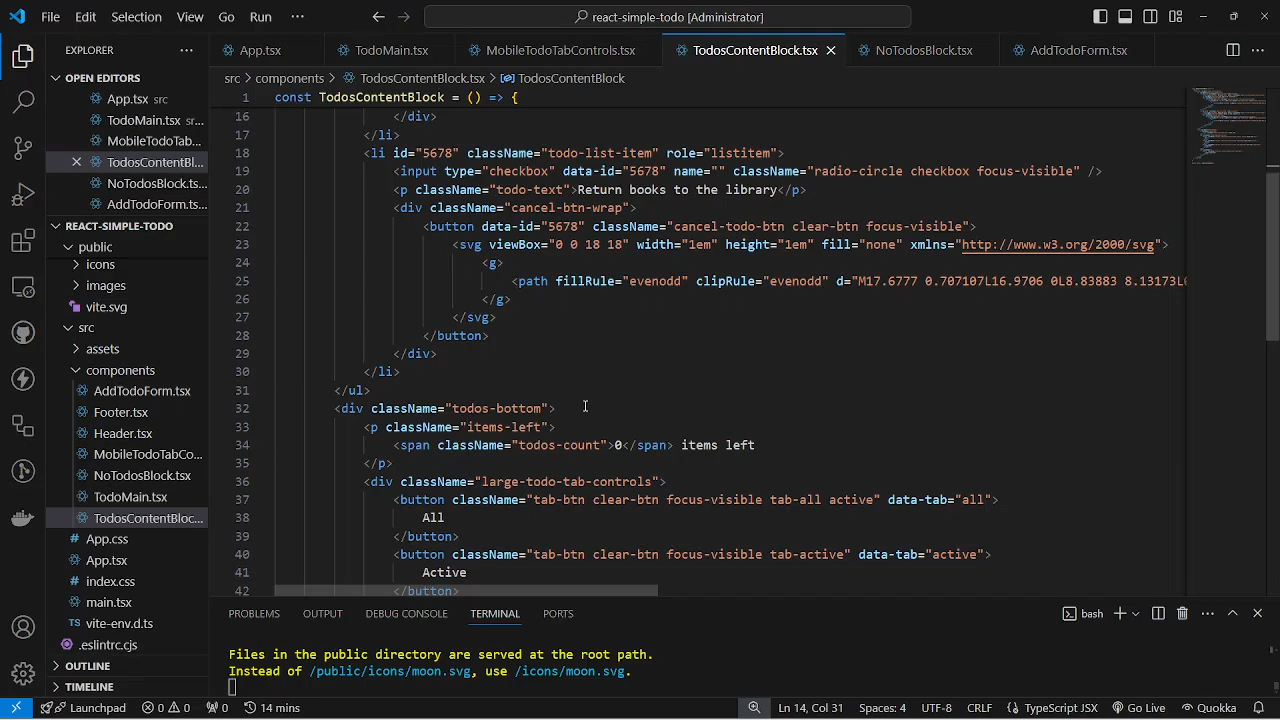 File Edit Selection View Go Run ··· react-simple-todo [Administrator]
EXPLORER
App.tsx TodoMain.tsx MobileTodoTabControls.tsx TodosContentBlock.tsx NoTodosBlock.tsx AddTodoForm.tsx
OPEN EDITORS
App.tsx src
TodoMain.tsx sr...
MobileTodoTab...
TodosContentBl...
NoTodosBlock.ts...
AddTodoForm.ts...
REACT-SIMPLE-TODO
public
icons
images
vite.svg
src
assets
components
AddTodoForm.tsx
Footer.tsx
Header.tsx
MobileTodoTabCo...
NoTodosBlock.tsx
TodoMain.tsx
TodosContentBloc...
App.css
App.tsx
index.css
main.tsx
vite-env.d.ts
.eslintrc.cjs
OUTLINE
TIMELINE
src > components > TodosContentBlock.tsx > TodosContentBlock
1 const TodosContentBlock = () => {
16 </div>
17 </li>
18 <li id="5678" className="todo-list-item" role="listitem">
19 <input type="checkbox" data-id="5678" name="" className="radio-circle checkbox focus-visible" />
20 <p className="todo-text">Return books to the library</p>
21 <div className="cancel-btn-wrap">
22 <button data-id="5678" className="cancel-todo-btn clear-btn focus-visible">
23 <svg viewBox="0 0 18 18" width="1em" height="1em" fill="none" xmlns="http://www.w3.org/2000/svg">
24 <g>
25 <path fillRule="evenodd" clipRule="evenodd" d="M17.6777 0.707107L16.9706 0L8.83883 8.13173L0
26 </g>
27 </svg>
28 </button>
29 </div>
30 </li>
31 </ul>
32 <div className="todos-bottom">
33 <p className="items-left">
34 <span className="todos-count">0</span> items left
35 </p>
36 <div className="large-todo-tab-controls">
37 <button className="tab-btn clear-btn focus-visible tab-all active" data-tab="all">
38 All
39 </button>
40 <button className="tab-btn clear-btn focus-visible tab-active" data-tab="active">
41 Active
42 </button>
PROBLEMS OUTPUT DEBUG CONSOLE TERMINAL PORTS bash
Files in the public directory are served at the root path.
Instead of /public/icons/moon.svg, use /icons/moon.svg.
Launchpad 0 0 0 14 mins Ln 14, Col 31 Spaces: 4 UTF-8 CRLF TypeScript JSX Go Live Quokka